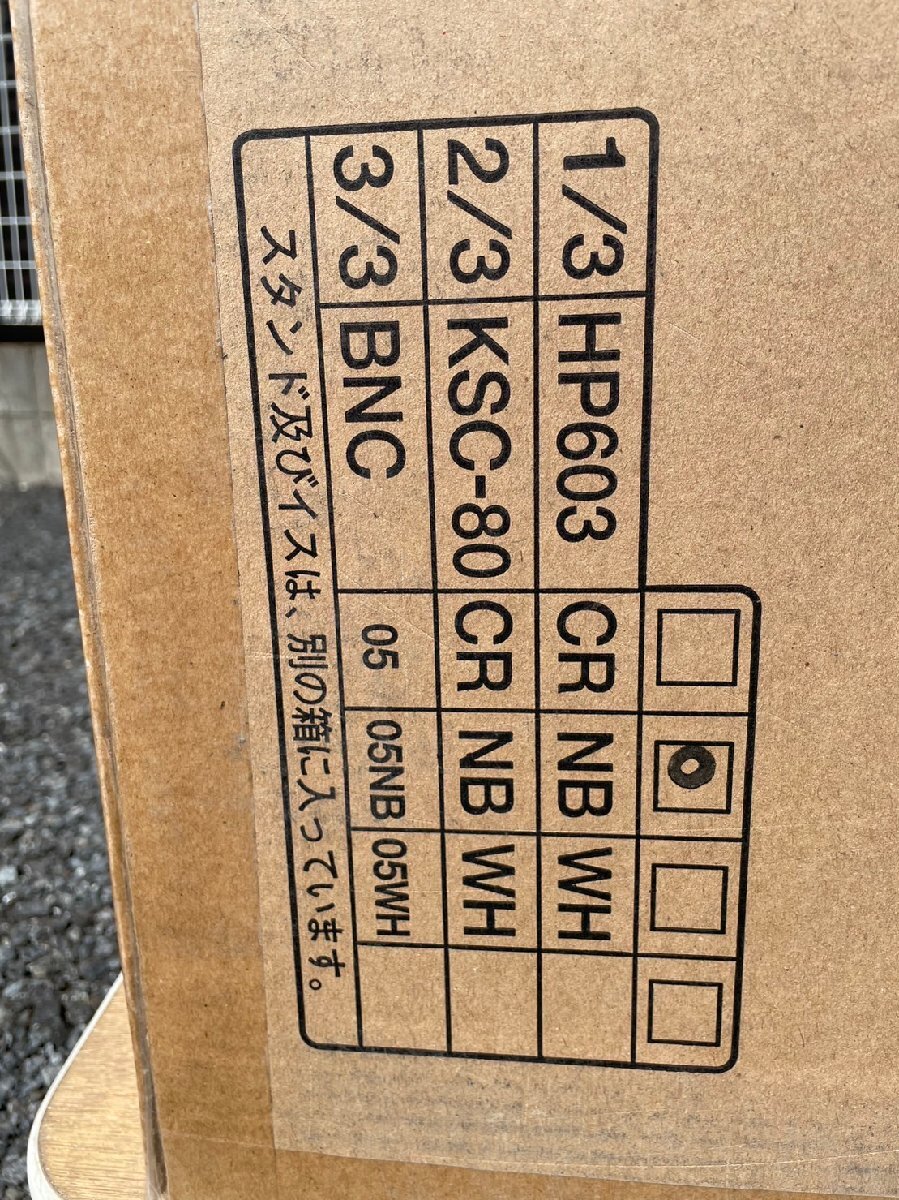 1/3 HP603 CR NB WH
2/3 KSC-80 CR NB WH
3/3 BNC 05 05NB 05WH
スタンド及びイスは、別の箱に入っています。